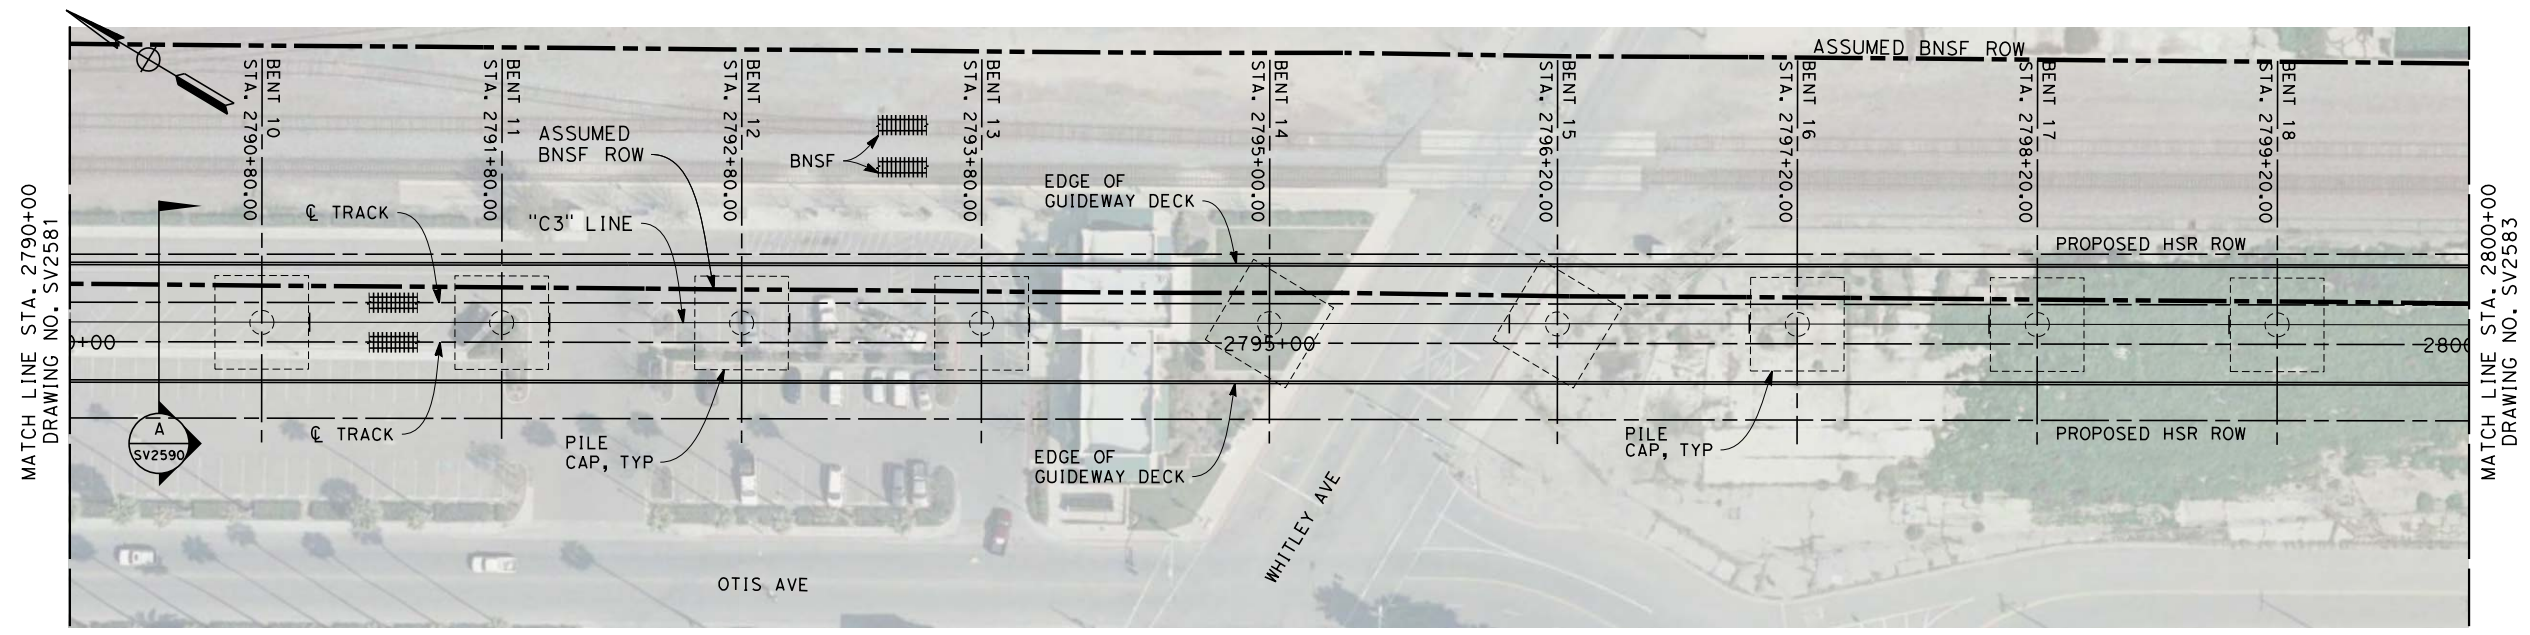 ASSUMED BNSF ROW
BENT 10
STA. 2790+80.00
BENT 11
STA. 2791+80.00
BENT 12
STA. 2792+80.00
BENT 13
STA. 2793+80.00
BENT 14
STA. 2795+00.00
BENT 15
STA. 2796+20.00
BENT 16
STA. 2797+20.00
BENT 17
STA. 2798+20.00
BENT 18
STA. 2799+20.00
ASSUMED
BNSF ROW
BNSF
EDGE OF
GUIDEWAY DECK
℄ TRACK
"C3" LINE
PROPOSED HSR ROW
MATCH LINE STA. 2790+00
DRAWING NO. SV2581
MATCH LINE STA. 2800+00
DRAWING NO. SV2583
0+00
2795+00
2800
A
SV2590
℄ TRACK
PILE
CAP, TYP
EDGE OF
GUIDEWAY DECK
PILE
CAP, TYP
PROPOSED HSR ROW
WHITLEY AVE
OTIS AVE